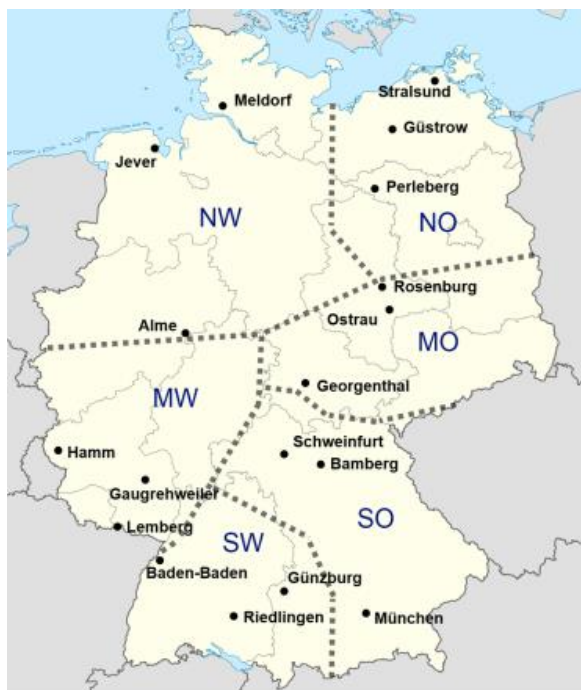 Stralsund
Meldorf
Güstrow
Jever
Perleberg
NW
NO
Rosenburg
Ostrau
Alme
MO
Georgenthal
MW
Schweinfurt
Hamm
Bamberg
Gaugrehweiler
SO
Lemberg
SW
Baden-Baden
Günzburg
Riedlingen
München